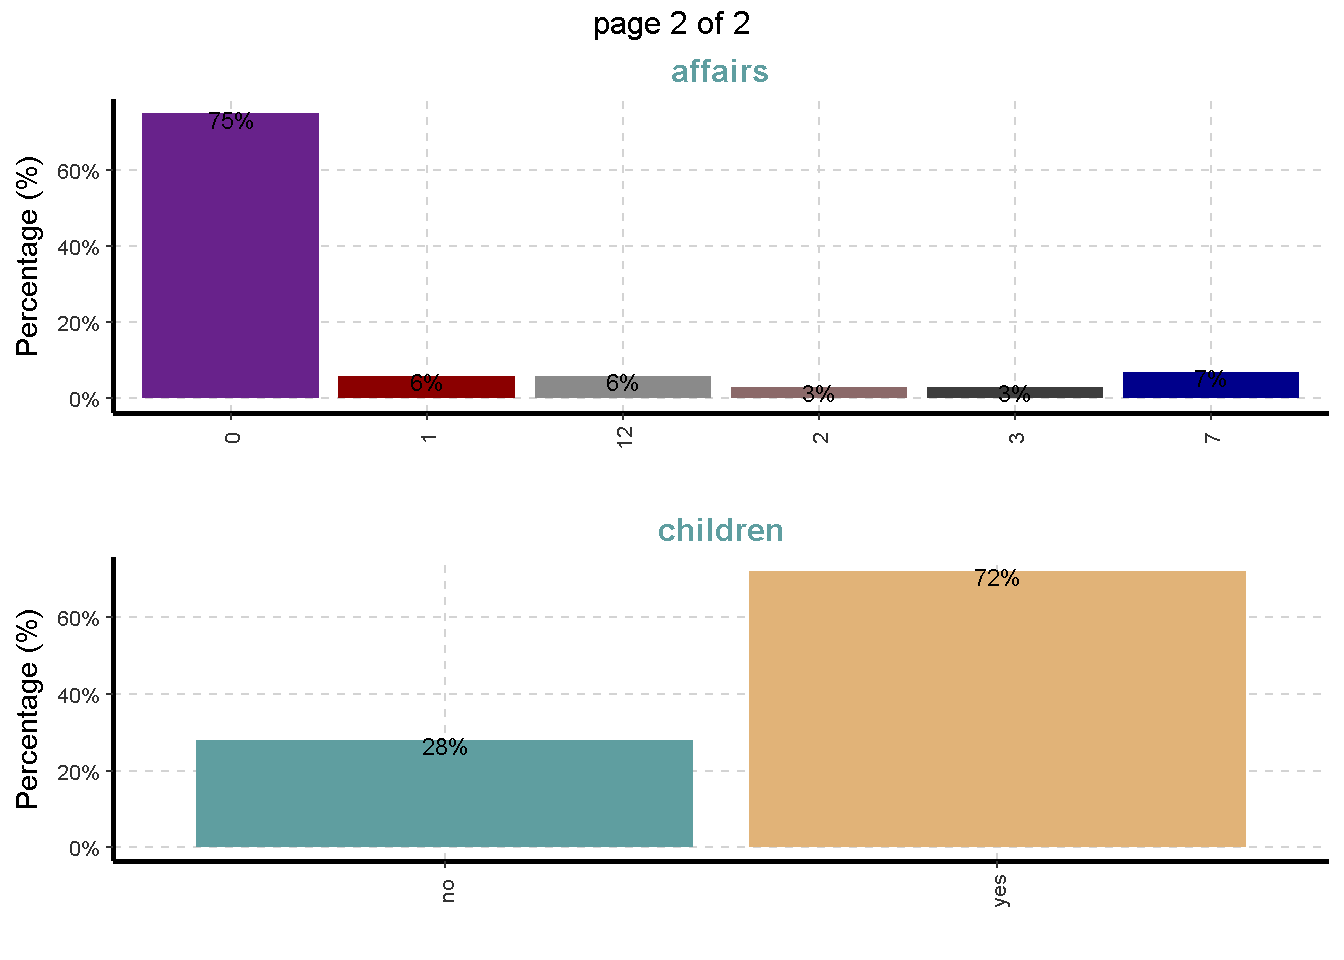 page 2 of 2
affairs
Percentage (%)
60%
40%
20%
0%
75%
6%
6%
3%
3%
7%
0 1 12 2 3 7
children
Percentage (%)
60%
40%
20%
0%
28%
72%
no yes